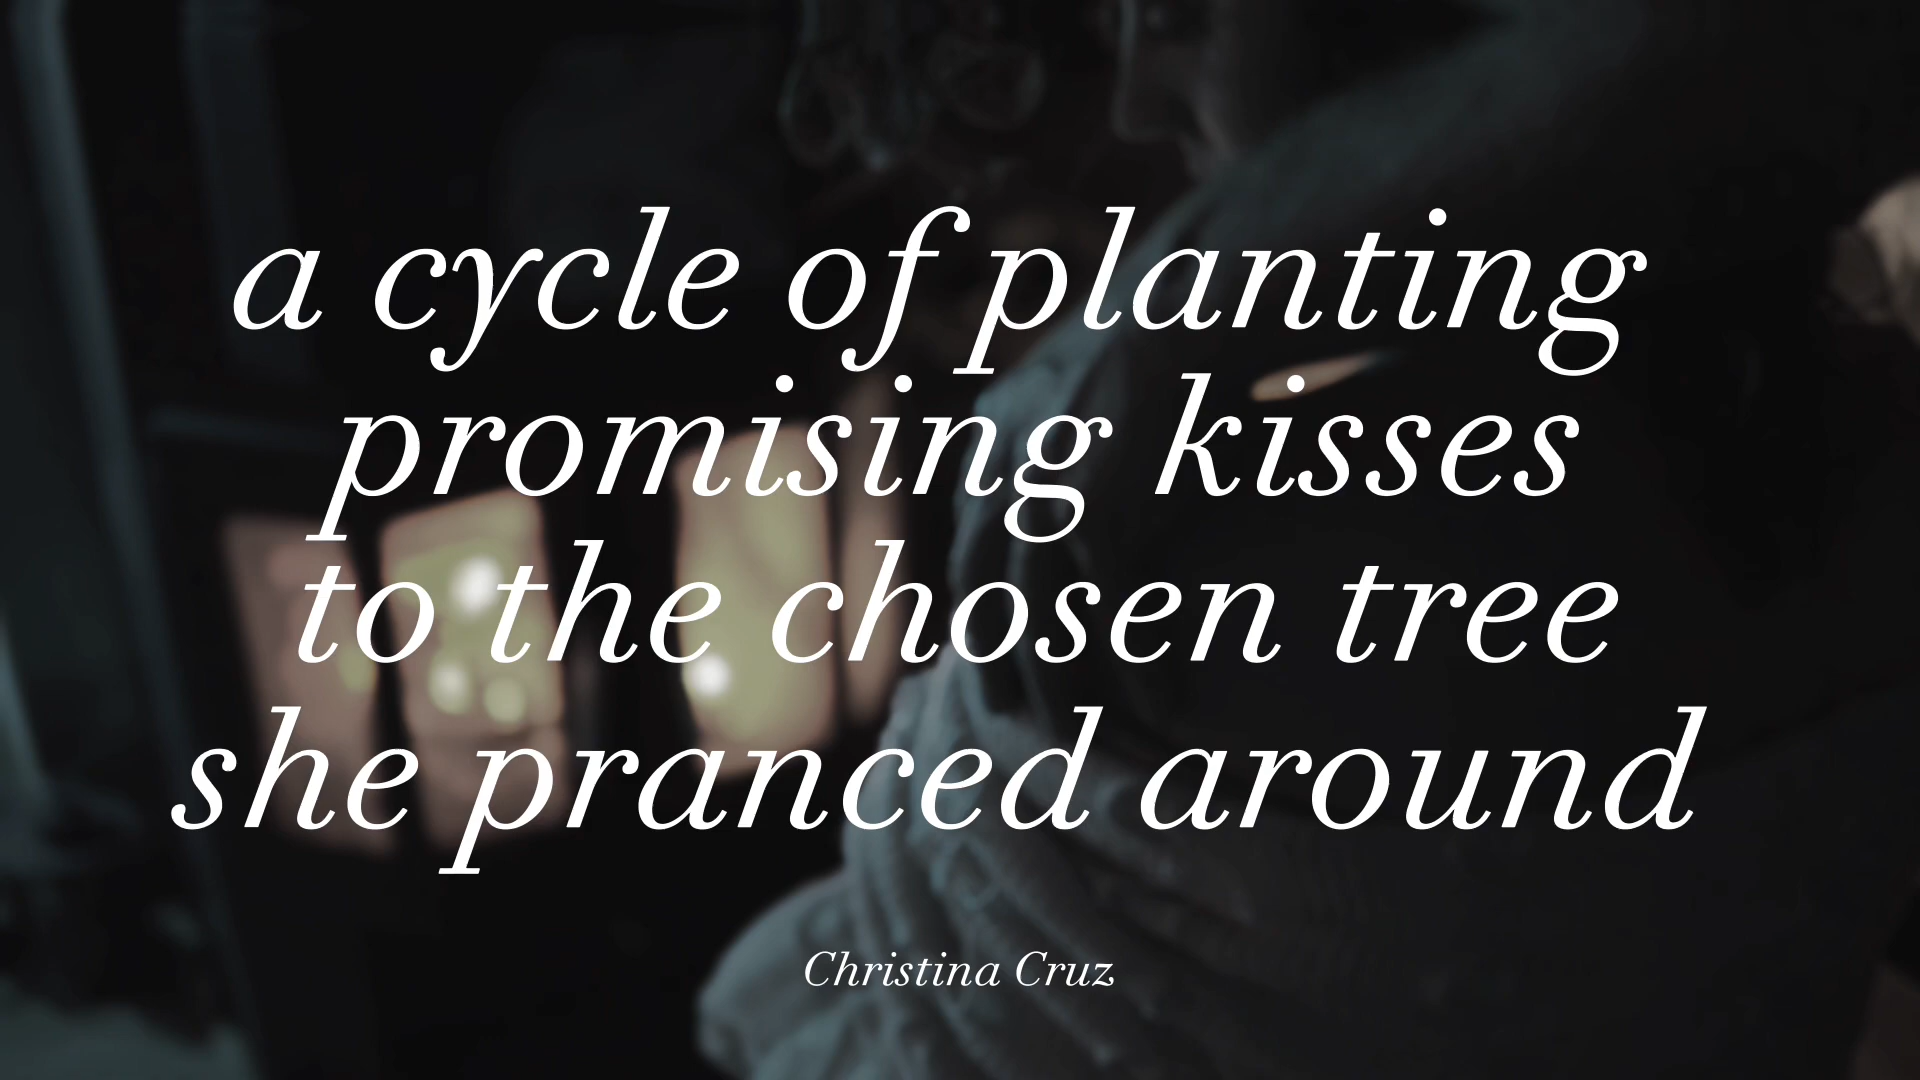 a cycle of planting
promising kisses
to the chosen tree
she pranced around
Christina Cruz